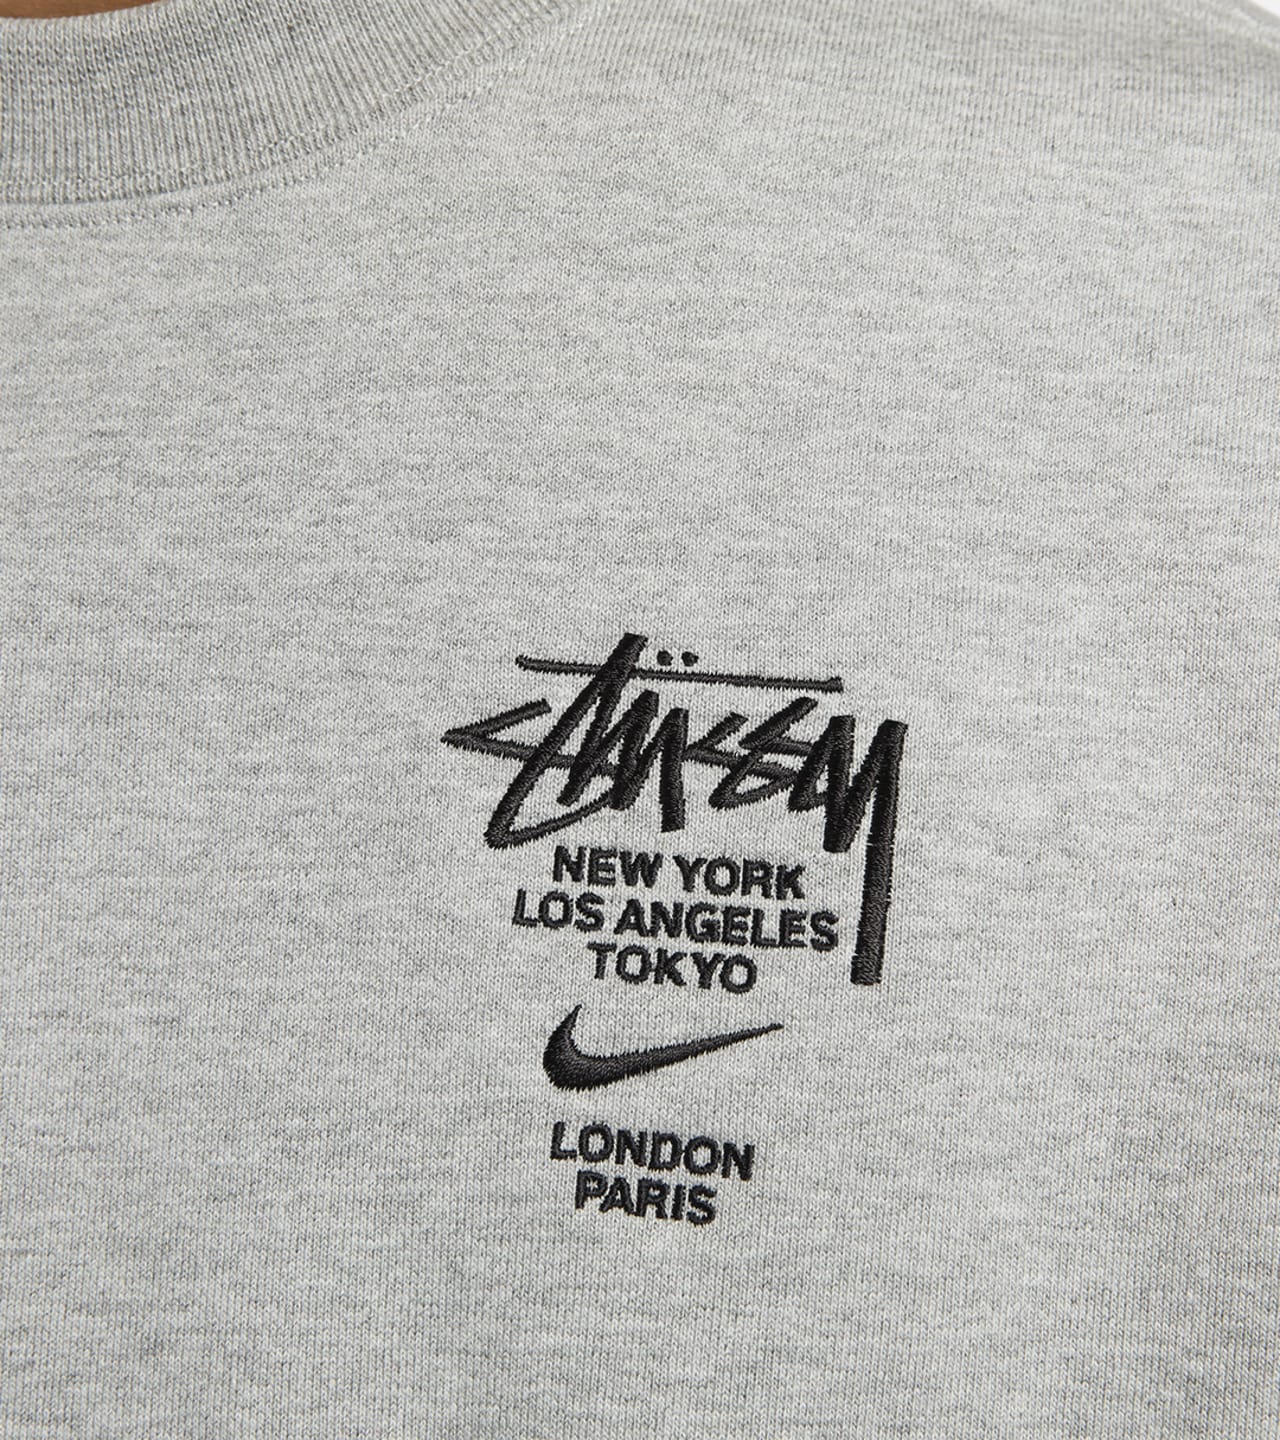 Stüssy
NEW YORK
LOS ANGELES
TOKYO
LONDON
PARIS